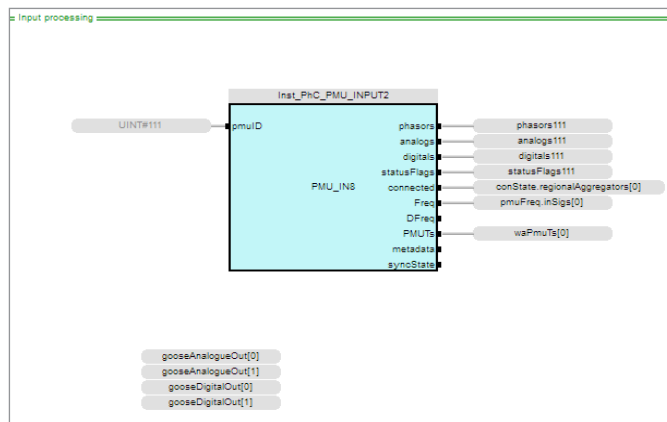 Input processing
Inst_PhC_PMU_INPUT2
UINT#111 pmuID phasors phasors111
analogs analogs111
digitals digitals111
statusFlags statusFlags111
PMU_IN8 connected conState.regionalAggregators[0]
Freq pmuFreq.inSigs[0]
DFreq
PMUTs waPmuTs[0]
metadata
syncState
gooseAnalogueOut[0]
gooseAnalogueOut[1]
gooseDigitalOut[0]
gooseDigitalOut[1]